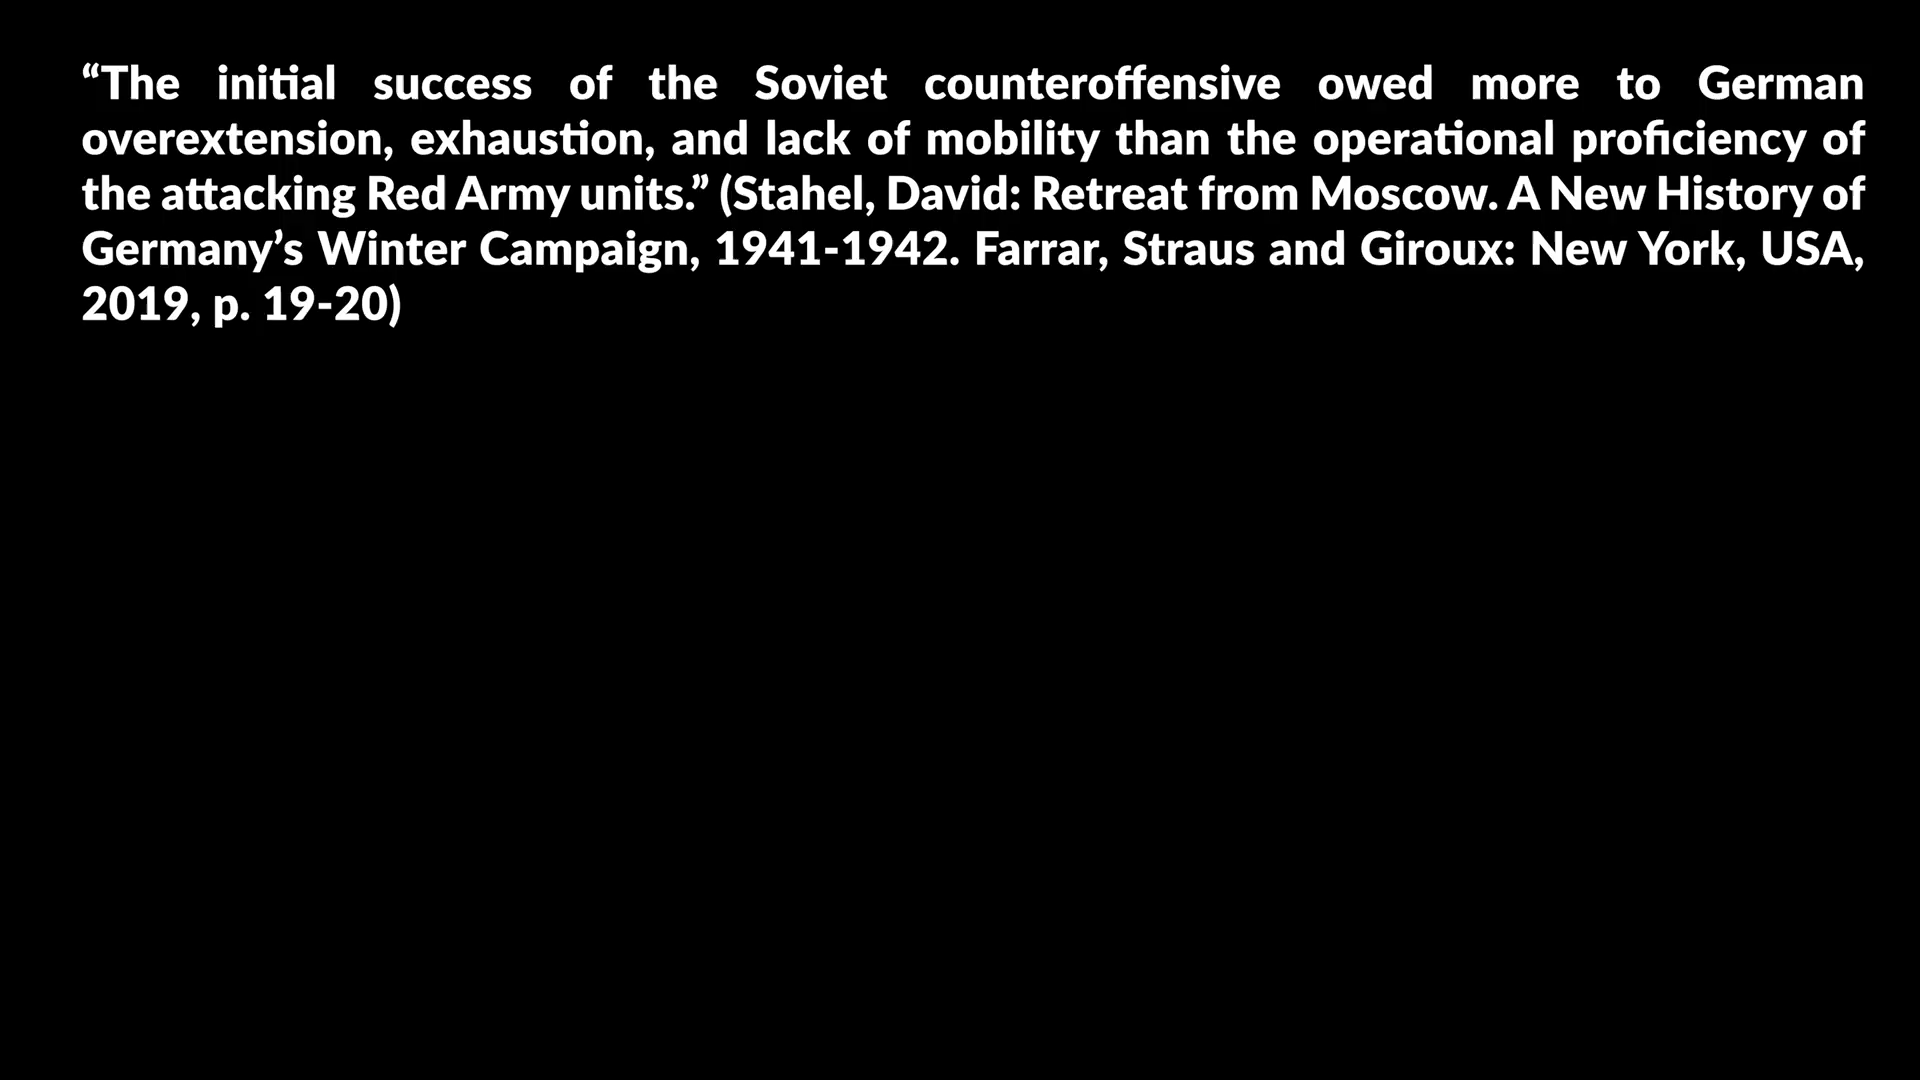 “The initial success of the Soviet counteroffensive owed more to German
overextension, exhaustion, and lack of mobility than the operational proficiency of
the attacking Red Army units.” (Stahel, David: Retreat from Moscow. A New History of
Germany’s Winter Campaign, 1941-1942. Farrar, Straus and Giroux: New York, USA,
2019, p. 19-20)